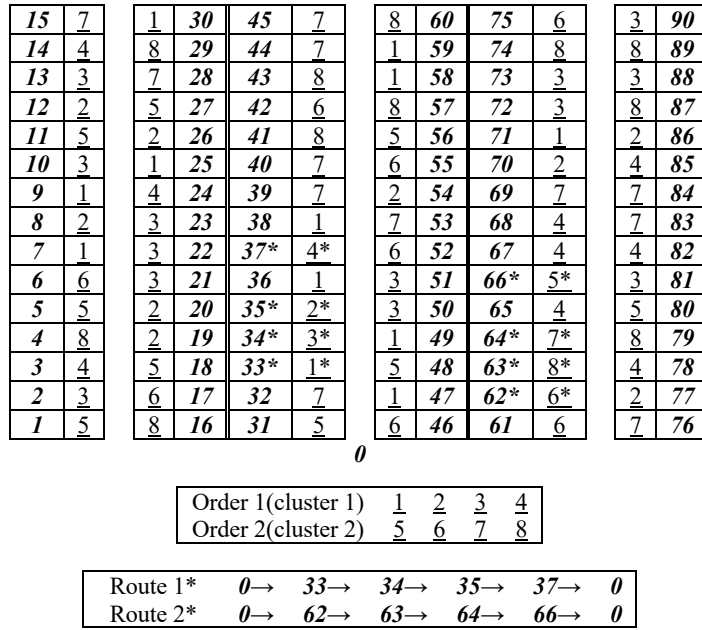 15 7 1 30 45 7 8 60 75 6 3 90
14 4 8 29 44 7 1 59 74 8 8 89
13 3 7 28 43 8 1 58 73 3 3 88
12 2 5 27 42 6 8 57 72 3 8 87
11 5 2 26 41 8 5 56 71 1 2 86
10 3 1 25 40 7 6 55 70 2 4 85
9 1 4 24 39 7 2 54 69 7 7 84
8 2 3 23 38 1 7 53 68 4 7 83
7 1 3 22 37* 4* 6 52 67 4 4 82
6 6 3 21 36 1 3 51 66* 5* 3 81
5 5 2 20 35* 2* 3 50 65 4 5 80
4 8 2 19 34* 3* 1 49 64* 7* 8 79
3 4 5 18 33* 1* 5 48 63* 8* 4 78
2 3 6 17 32 7 1 47 62* 6* 2 77
1 5 8 16 31 5 6 46 61 6 7 76
0
Order 1(cluster 1) 1 2 3 4
Order 2(cluster 2) 5 6 7 8
Route 1* 0→ 33→ 34→ 35→ 37→ 0
Route 2* 0→ 62→ 63→ 64→ 66→ 0